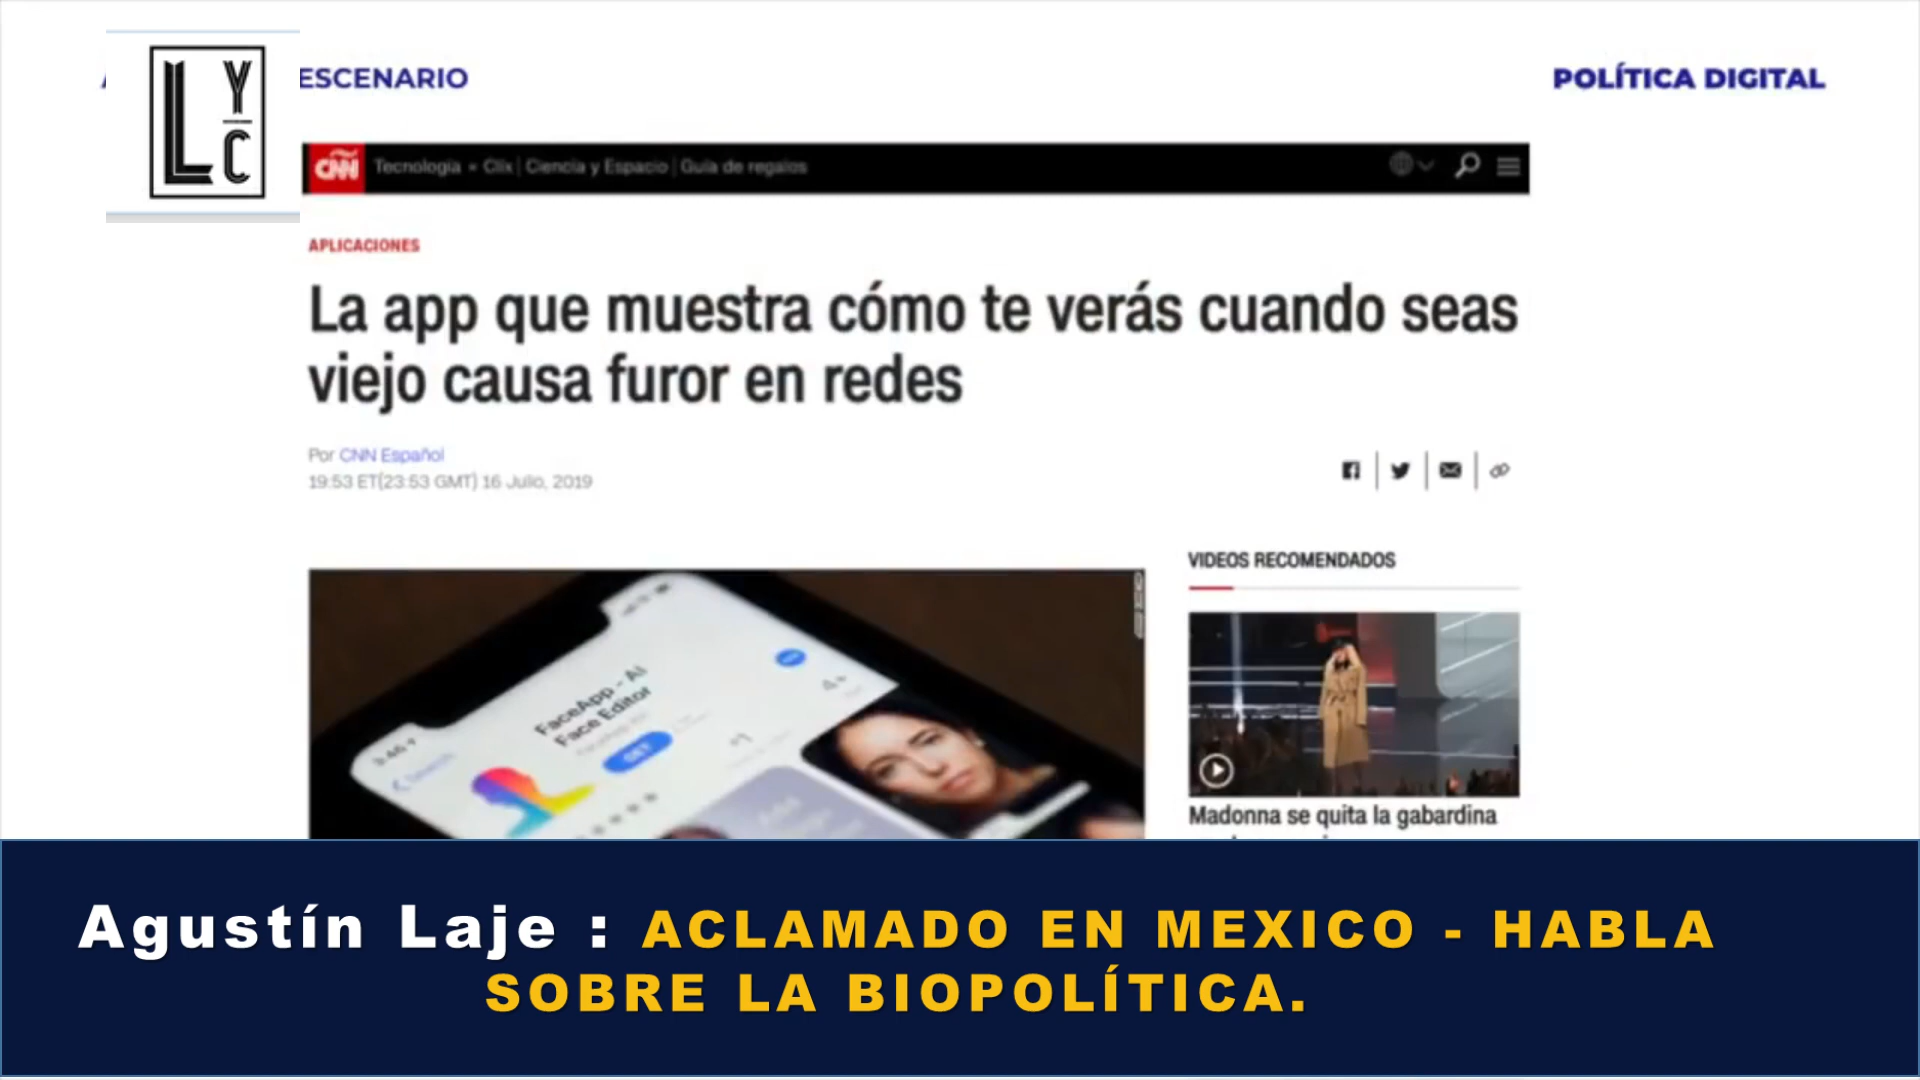 LYC
ESCENARIO
POLÍTICA DIGITAL
CNN Tecnología • Clix | Ciencia y Espacio | Guía de regalos
APLICACIONES
La app que muestra cómo te verás cuando seas
viejo causa furor en redes
Por CNN Español
19:53 ET(23:53 GMT) 16 Julio, 2019
VIDEOS RECOMENDADOS
FaceApp - AI
Face Editor
GET
Search
4+
Madonna se quita la gabardina
Agustín Laje : ACLAMADO EN MEXICO - HABLA
SOBRE LA BIOPOLÍTICA.